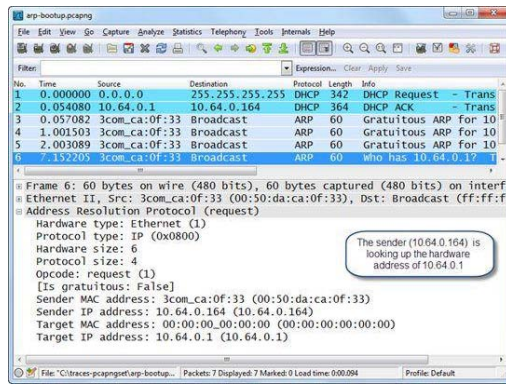 arp-bootup.pcapng
File Edit View Go Capture Analyze Statistics Telephony Tools Internals Help
Filter: Expression... Clear Apply Save
No. Time Source Destination Protocol Length Info
1 0.000000 0.0.0.0 255.255.255.255 DHCP 342 DHCP Request - Trans
2 0.054080 10.64.0.1 10.64.0.164 DHCP 364 DHCP ACK - Trans
3 0.057082 3com_ca:0f:33 Broadcast ARP 60 Gratuitous ARP for 10
4 1.001503 3com_ca:0f:33 Broadcast ARP 60 Gratuitous ARP for 10
5 2.003089 3com_ca:0f:33 Broadcast ARP 60 Gratuitous ARP for 10
6 7.152205 3com_ca:0f:33 Broadcast ARP 60 Who has 10.64.0.1? T
Frame 6: 60 bytes on wire (480 bits), 60 bytes captured (480 bits) on interf
Ethernet II, Src: 3com_ca:0f:33 (00:50:da:ca:0f:33), Dst: Broadcast (ff:ff:f
Address Resolution Protocol (request)
Hardware type: Ethernet (1)
Protocol type: IP (0x0800)
Hardware size: 6
Protocol size: 4
Opcode: request (1)
[Is gratuitous: False]
Sender MAC address: 3com_ca:0f:33 (00:50:da:ca:0f:33)
Sender IP address: 10.64.0.164 (10.64.0.164)
Target MAC address: 00:00:00_00:00:00 (00:00:00:00:00:00)
Target IP address: 10.64.0.1 (10.64.0.1)
The sender (10.64.0.164) is
looking up the hardware
address of 10.64.0.1
File: "C:\traces-pcapngset\arp-bootup... Packets: 7 Displayed: 7 Marked: 0 Load time: 0:00.094 Profile: Default